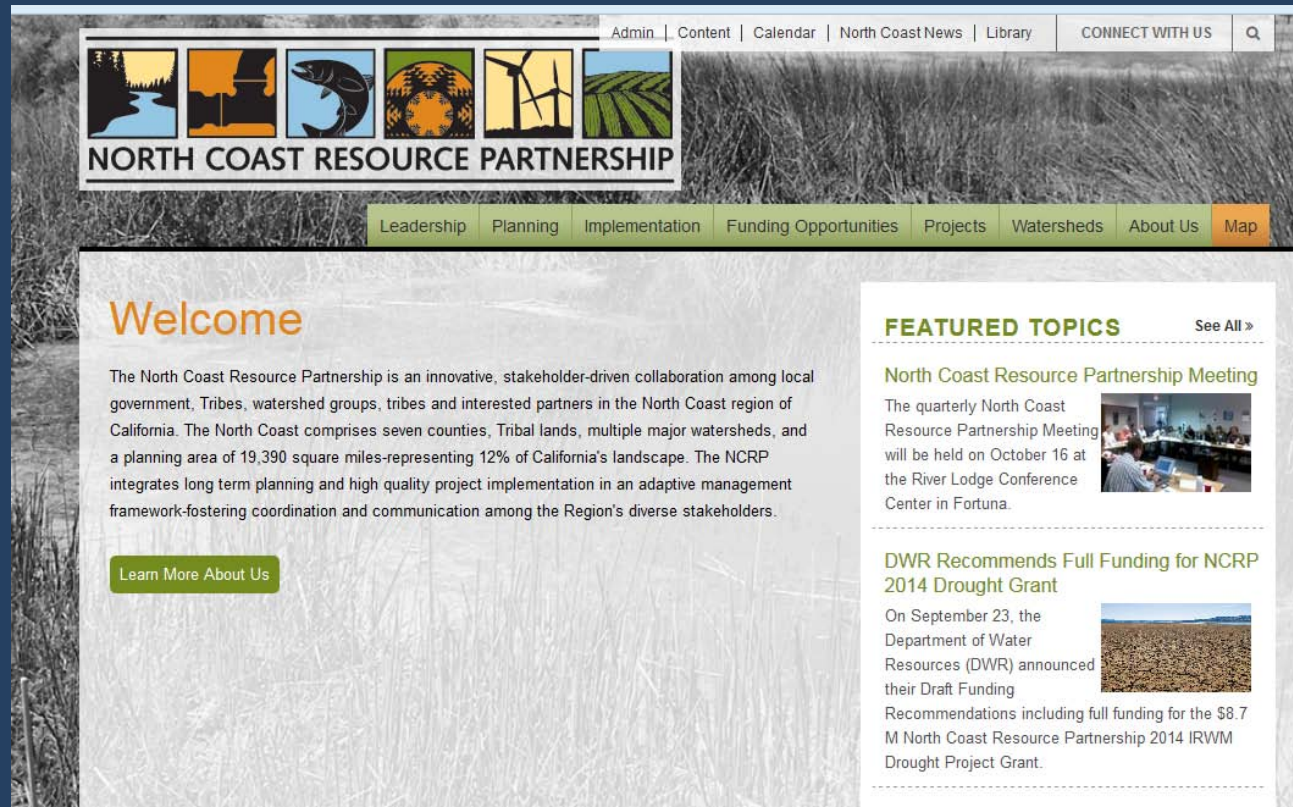 Admin | Content | Calendar | North Coast News | Library
CONNECT WITH US
NORTH COAST RESOURCE PARTNERSHIP
Leadership
Planning
Implementation
Funding Opportunities
Projects
Watersheds
About Us
Map
Welcome
The North Coast Resource Partnership is an innovative, stakeholder-driven collaboration among local
government, Tribes, watershed groups, tribes and interested partners in the North Coast region of
California. The North Coast comprises seven counties, Tribal lands, multiple major watersheds, and
a planning area of 19,390 square miles-representing 12% of California's landscape. The NCRP
integrates long term planning and high quality project implementation in an adaptive management
framework-fostering coordination and communication among the Region's diverse stakeholders.
Learn More About Us
FEATURED TOPICS
See All »
North Coast Resource Partnership Meeting
The quarterly North Coast
Resource Partnership Meeting
will be held on October 16 at
the River Lodge Conference
Center in Fortuna.
DWR Recommends Full Funding for NCRP
2014 Drought Grant
On September 23, the
Department of Water
Resources (DWR) announced
their Draft Funding
Recommendations including full funding for the $8.7
M North Coast Resource Partnership 2014 IRWM
Drought Project Grant.